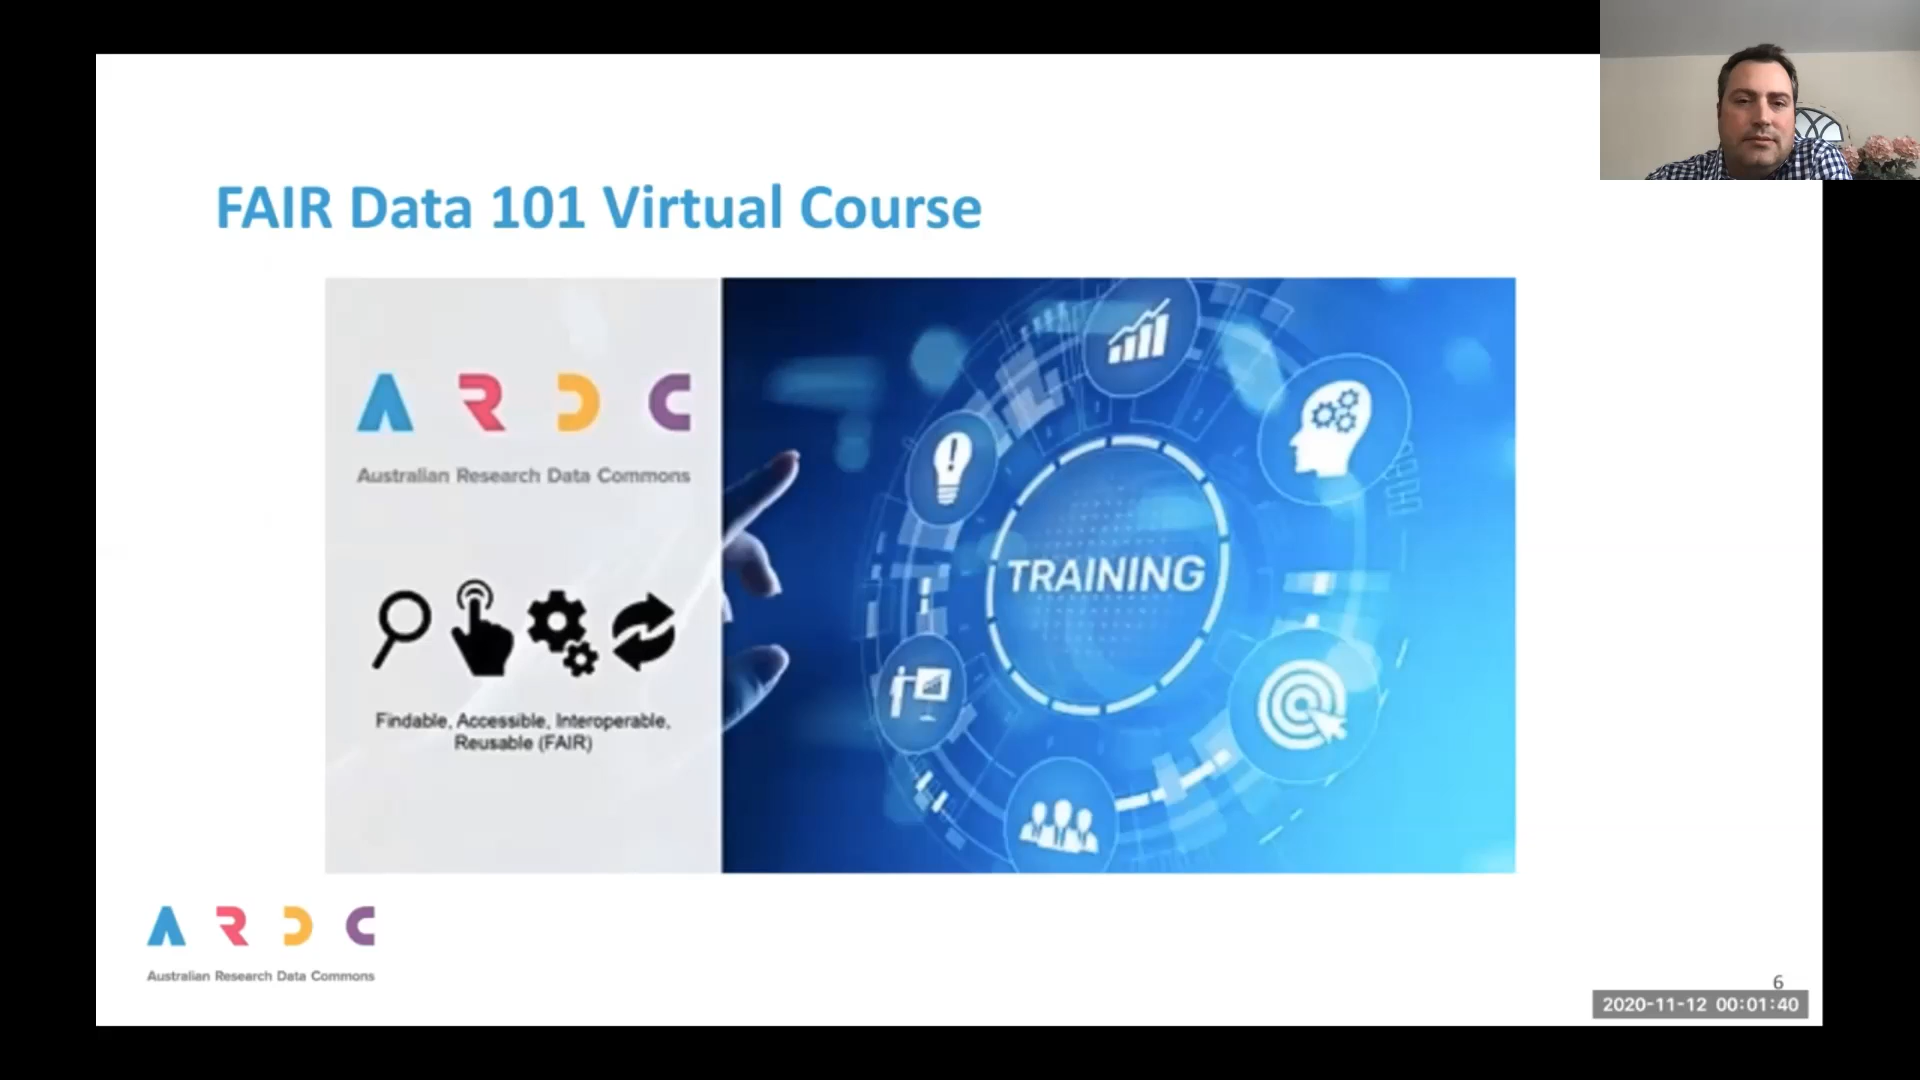 FAIR Data 101 Virtual Course
A R D C
Australian Research Data Commons
Findable, Accessible, Interoperable,
Reusable (FAIR)
TRAINING
A R D C
Australian Research Data Commons
6
2020-11-12 00:01:40